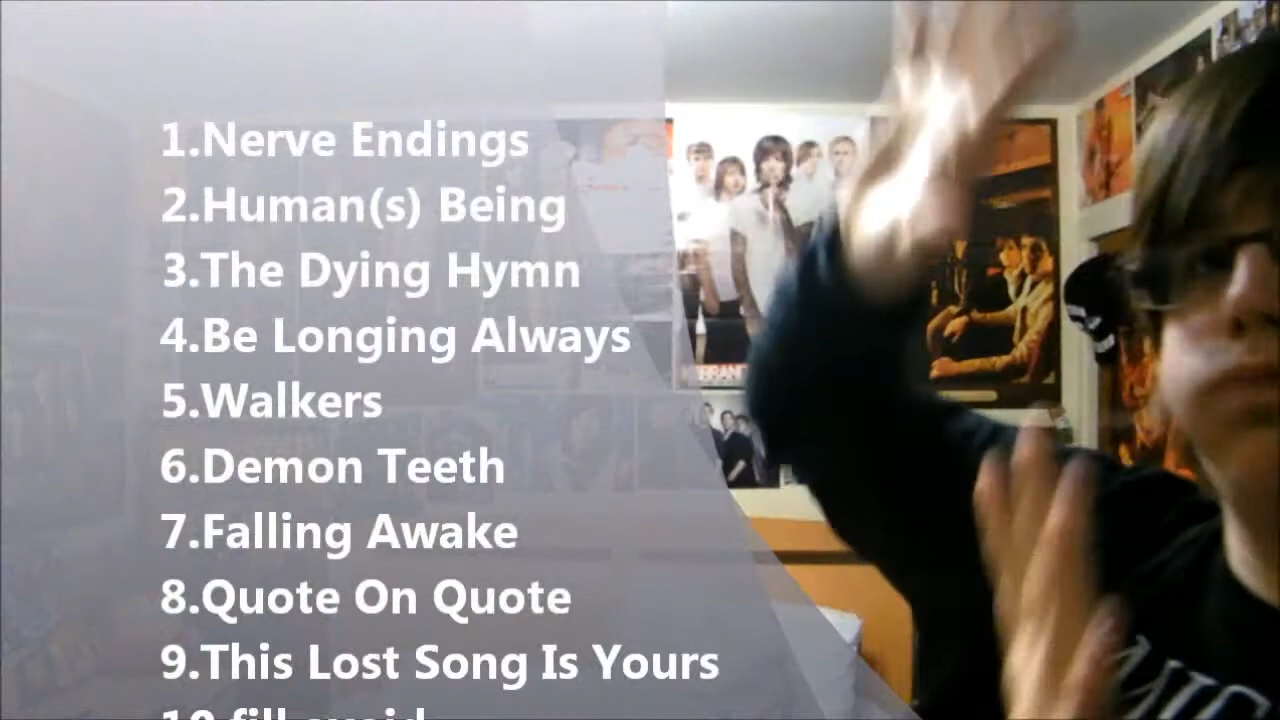 1.Nerve Endings
2.Human(s) Being
3.The Dying Hymn
4.Be Longing Always
5.Walkers
6.Demon Teeth
7.Falling Awake
8.Quote On Quote
9.This Lost Song Is Yours